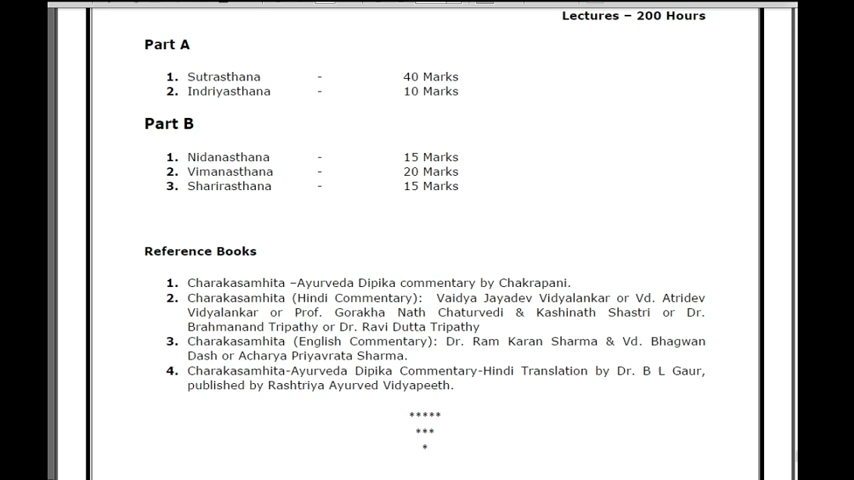 Lectures – 200 Hours
Part A
1. Sutrasthana - 40 Marks
2. Indriyasthana - 10 Marks
Part B
1. Nidanasthana - 15 Marks
2. Vimanasthana - 20 Marks
3. Sharirasthana - 15 Marks
Reference Books
1. Charakasamhita –Ayurveda Dipika commentary by Chakrapani.
2. Charakasamhita (Hindi Commentary): Vaidya Jayadev Vidyalankar or Vd. Atridev
Vidyalankar or Prof. Gorakha Nath Chaturvedi & Kashinath Shastri or Dr.
Brahmanand Tripathy or Dr. Ravi Dutta Tripathy
3. Charakasamhita (English Commentary): Dr. Ram Karan Sharma & Vd. Bhagwan
Dash or Acharya Priyavrata Sharma.
4. Charakasamhita-Ayurveda Dipika Commentary-Hindi Translation by Dr. B L Gaur,
published by Rashtriya Ayurved Vidyapeeth.
*****
***
*